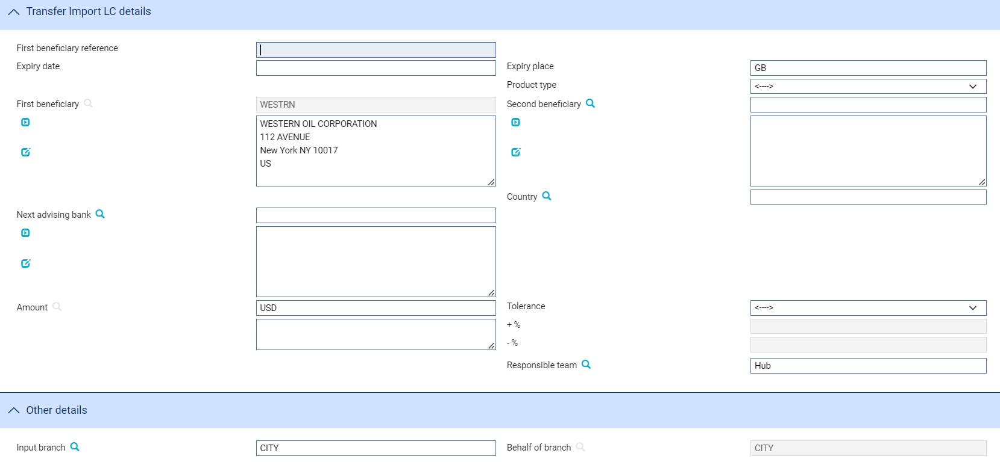 Transfer Import LC details
First beneficiary reference
Expiry date
Expiry place
GB
Product type
<---->
First beneficiary
WESTRN
Second beneficiary
WESTERN OIL CORPORATION
112 AVENUE
New York NY 10017
US
Country
Next advising bank
Amount
USD
Tolerance
<---->
+ %
- %
Responsible team
Hub
Other details
Input branch
CITY
Behalf of branch
CITY